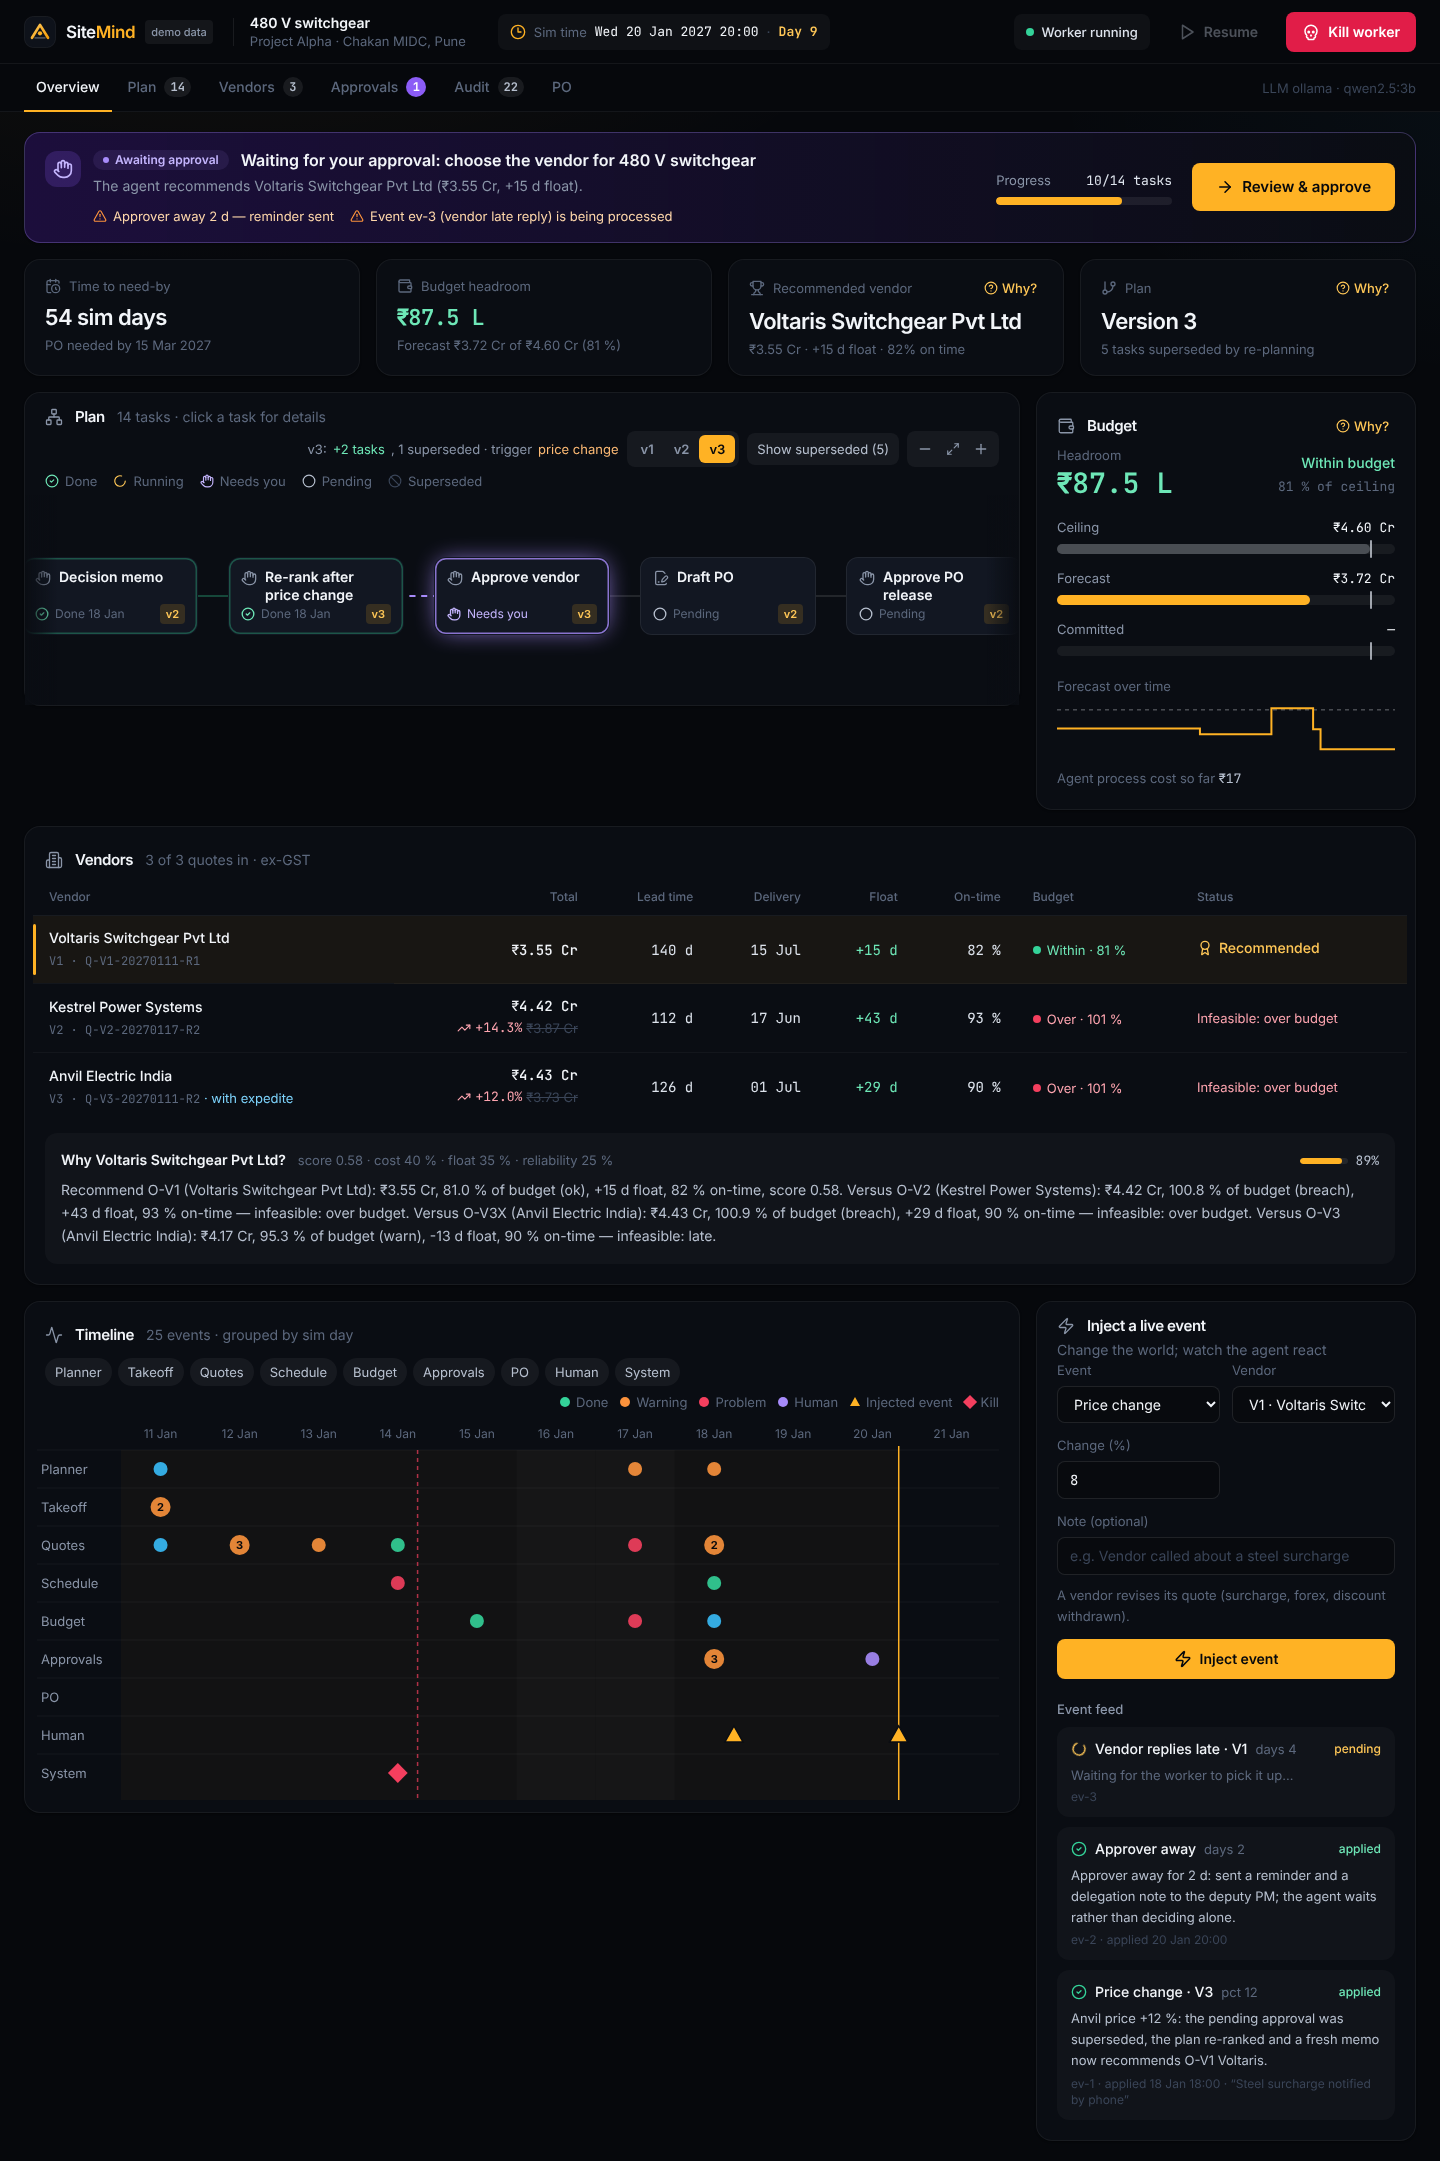 SiteMind demo data
480 V switchgear
Project Alpha · Chakan MIDC, Pune
Sim time Wed 20 Jan 2027 20:00 · Day 9
Worker running
Resume
Kill worker
Overview
Plan 14
Vendors 3
Approvals 1
Audit 22
PO
LLM ollama · qwen2.5:3b
Awaiting approval Waiting for your approval: choose the vendor for 480 V switchgear
The agent recommends Voltaris Switchgear Pvt Ltd (₹3.55 Cr, +15 d float).
Approver away 2 d — reminder sent Event ev-3 (vendor late reply) is being processed
Progress 10/14 tasks
Review & approve
Time to need-by
54 sim days
PO needed by 15 Mar 2027
Budget headroom
₹87.5 L
Forecast ₹3.72 Cr of ₹4.60 Cr (81 %)
Recommended vendor Why?
Voltaris Switchgear Pvt Ltd
₹3.55 Cr · +15 d float · 82% on time
Plan Why?
Version 3
5 tasks superseded by re-planning
Plan 14 tasks · click a task for details
v3: +2 tasks , 1 superseded · trigger price change v1 v2 v3 Show superseded (5)
Done Running Needs you Pending Superseded
Decision memo
Done 18 Jan v2
Re-rank after
price change
Done 18 Jan v3
Approve vendor
Needs you v3
Draft PO
Pending v2
Approve PO
release
Pending v2
Budget Why?
Headroom
₹87.5 L
Within budget
81 % of ceiling
Ceiling ₹4.60 Cr
Forecast ₹3.72 Cr
Committed —
Forecast over time
Agent process cost so far ₹17
Vendors 3 of 3 quotes in · ex-GST
Vendor Total Lead time Delivery Float On-time Budget Status
Voltaris Switchgear Pvt Ltd
V1 · Q-V1-20270111-R1
₹3.55 Cr 140 d 15 Jul +15 d 82 % Within · 81 % Recommended
Kestrel Power Systems
V2 · Q-V2-20270117-R2
₹4.42 Cr
+14.3% ₹3.87 Cr
112 d 17 Jun +43 d 93 % Over · 101 % Infeasible: over budget
Anvil Electric India
V3 · Q-V3-20270111-R2 · with expedite
₹4.43 Cr
+12.0% ₹3.73 Cr
126 d 01 Jul +29 d 90 % Over · 101 % Infeasible: over budget
Why Voltaris Switchgear Pvt Ltd? score 0.58 · cost 40 % · float 35 % · reliability 25 % 89%
Recommend O-V1 (Voltaris Switchgear Pvt Ltd): ₹3.55 Cr, 81.0 % of budget (ok), +15 d float, 82 % on-time, score 0.58. Versus O-V2 (Kestrel Power Systems): ₹4.42 Cr, 100.8 % of budget (breach),
+43 d float, 93 % on-time — infeasible: over budget. Versus O-V3X (Anvil Electric India): ₹4.43 Cr, 100.9 % of budget (breach), +29 d float, 90 % on-time — infeasible: over budget. Versus O-V3
(Anvil Electric India): ₹4.17 Cr, 95.3 % of budget (warn), -13 d float, 90 % on-time — infeasible: late.
Timeline 25 events · grouped by sim day
Planner Takeoff Quotes Schedule Budget Approvals PO Human System
Done Warning Problem Human Injected event Kill
11 Jan 12 Jan 13 Jan 14 Jan 15 Jan 16 Jan 17 Jan 18 Jan 19 Jan 20 Jan 21 Jan
Planner
Takeoff 2
Quotes 3 2
Schedule
Budget
Approvals 3
PO
Human
System
Inject a live event
Change the world; watch the agent react
Event Vendor
Price change V1 · Voltaris Switc
Change (%)
8
Note (optional)
e.g. Vendor called about a steel surcharge
A vendor revises its quote (surcharge, forex, discount
withdrawn).
Inject event
Event feed
Vendor replies late · V1 days 4 pending
Waiting for the worker to pick it up…
ev-3
Approver away days 2 applied
Approver away for 2 d: sent a reminder and a
delegation note to the deputy PM; the agent waits
rather than deciding alone.
ev-2 · applied 20 Jan 20:00
Price change · V3 pct 12 applied
Anvil price +12 %: the pending approval was
superseded, the plan re-ranked and a fresh memo
now recommends O-V1 Voltaris.
ev-1 · applied 18 Jan 18:00 · "Steel surcharge notified
by phone"